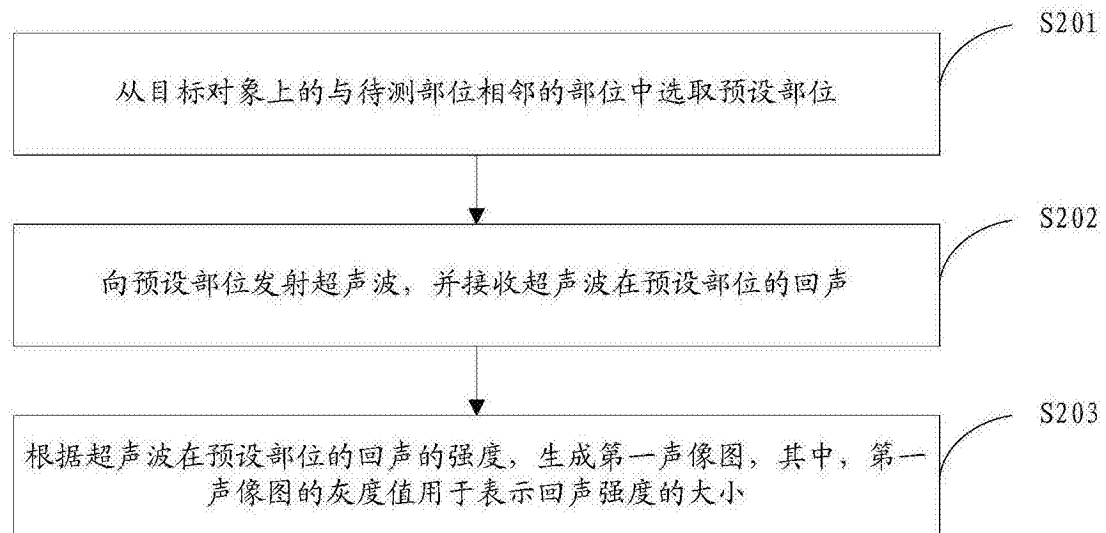 S201
从目标对象上的与待测部位相邻的部位中选取预设部位
S202
向预设部位发射超声波，并接收超声波在预设部位的回声
S203
根据超声波在预设部位的回声的强度，生成第一声像图，其中，第一
声像图的灰度值用于表示回声强度的大小